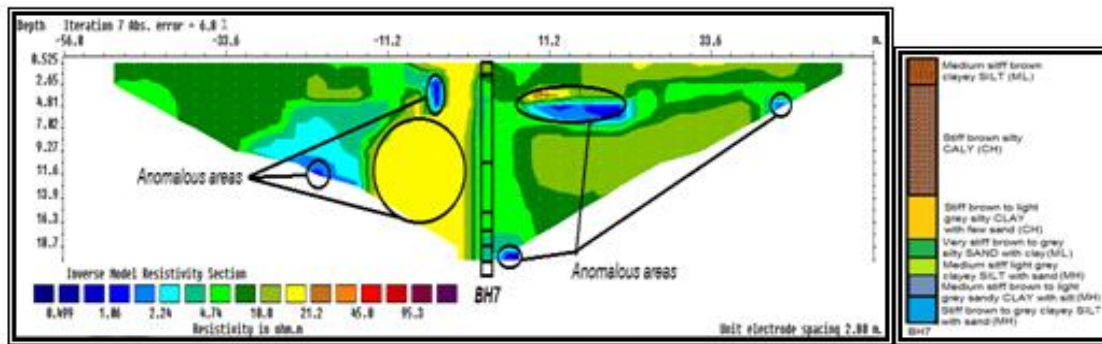 Depth Iteration 7 Abs. error = 6.8 %
-56.0 -33.6 -11.2 11.2 33.6 m.
0.525
2.65
4.81
7.02
9.27
11.6
13.9
16.3
18.7
Anomalous areas
Anomalous areas
Inverse Model Resistivity Section
BH7
0.499 1.06 2.24 4.74 10.0 21.2 45.0 95.3
Resistivity in ohm.m
Unit electrode spacing 2.00 m.
Medium stiff brown
clayey SILT (ML)
Stiff brown silty
CALY (CH)
Stiff brown to light
grey silty CLAY
with few sand (CH)
Very stiff brown to grey
silty SAND with clay(ML)
Medium stiff light grey
clayey SILT with sand(MH)
Medium stiff brown to light
grey sandy CLAY with silt(MH)
Stiff brown to grey clayey SILT
with sand(MH)
BH7